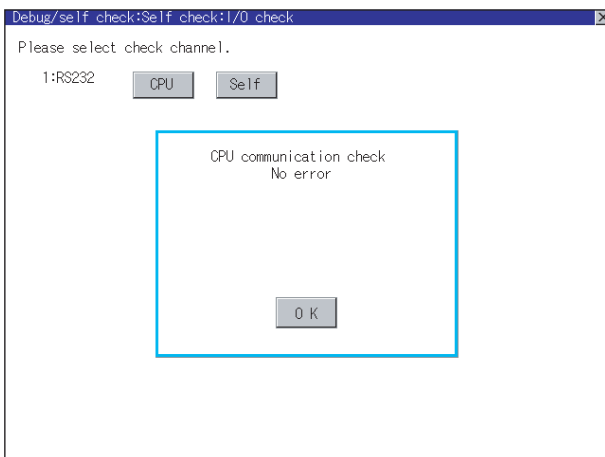 Debug/self check:Self check:I/O check
Please select check channel.
1:RS232 CPU Self
CPU communication check
No error
O K